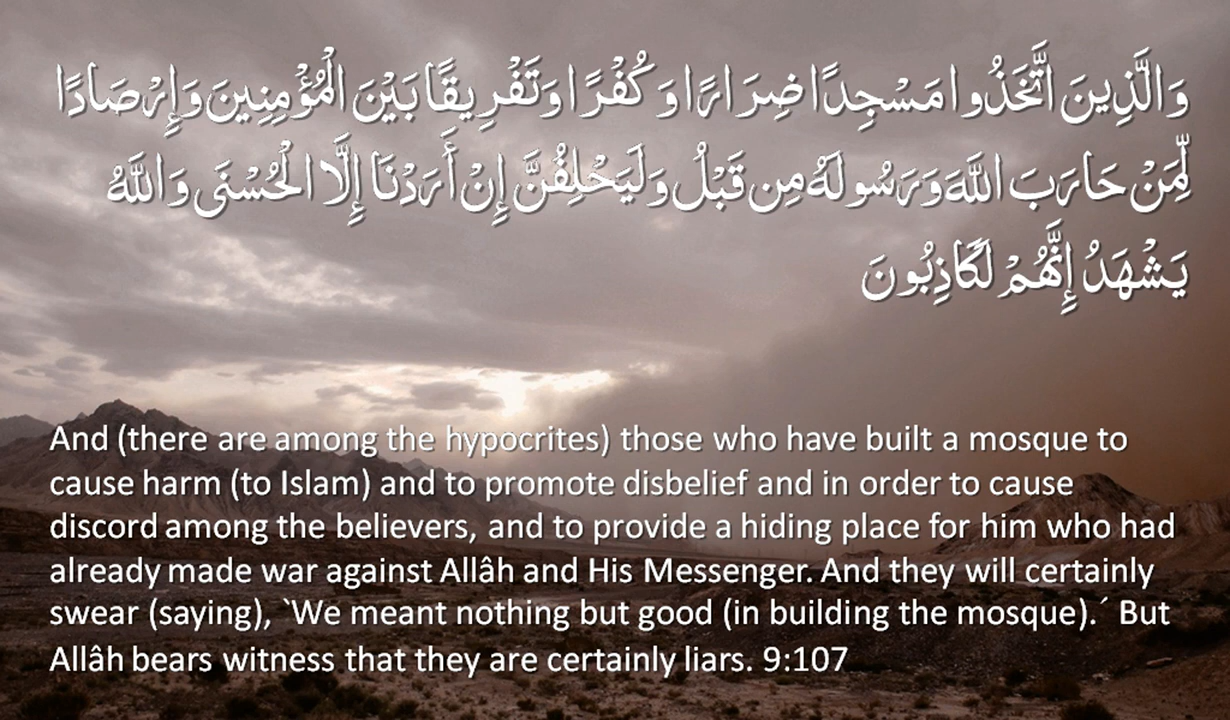 وَالَّذِينَ اتَّخَذُوا مَسْجِدًا ضِرَارًا وَكُفْرًا وَتَفْرِيقًا بَيْنَ الْمُؤْمِنِينَ وَإِرْصَادًا
لِّمَنْ حَارَبَ اللَّهَ وَرَسُولَهُ مِن قَبْلُ وَلَيَحْلِفُنَّ إِنْ أَرَدْنَا إِلَّا الْحُسْنَى وَاللَّهُ
يَشْهَدُ إِنَّهُمْ لَكَاذِبُونَ
And (there are among the hypocrites) those who have built a mosque to
cause harm (to Islam) and to promote disbelief and in order to cause
discord among the believers, and to provide a hiding place for him who had
already made war against Allâh and His Messenger. And they will certainly
swear (saying), `We meant nothing but good (in building the mosque).´ But
Allâh bears witness that they are certainly liars. 9:107